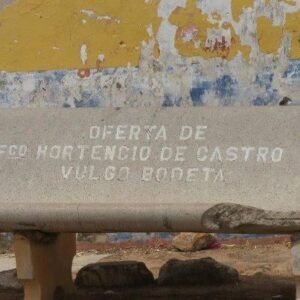 OFERTA DE
FCO HORTENCIO DE CASTRO
VULGO BODETA